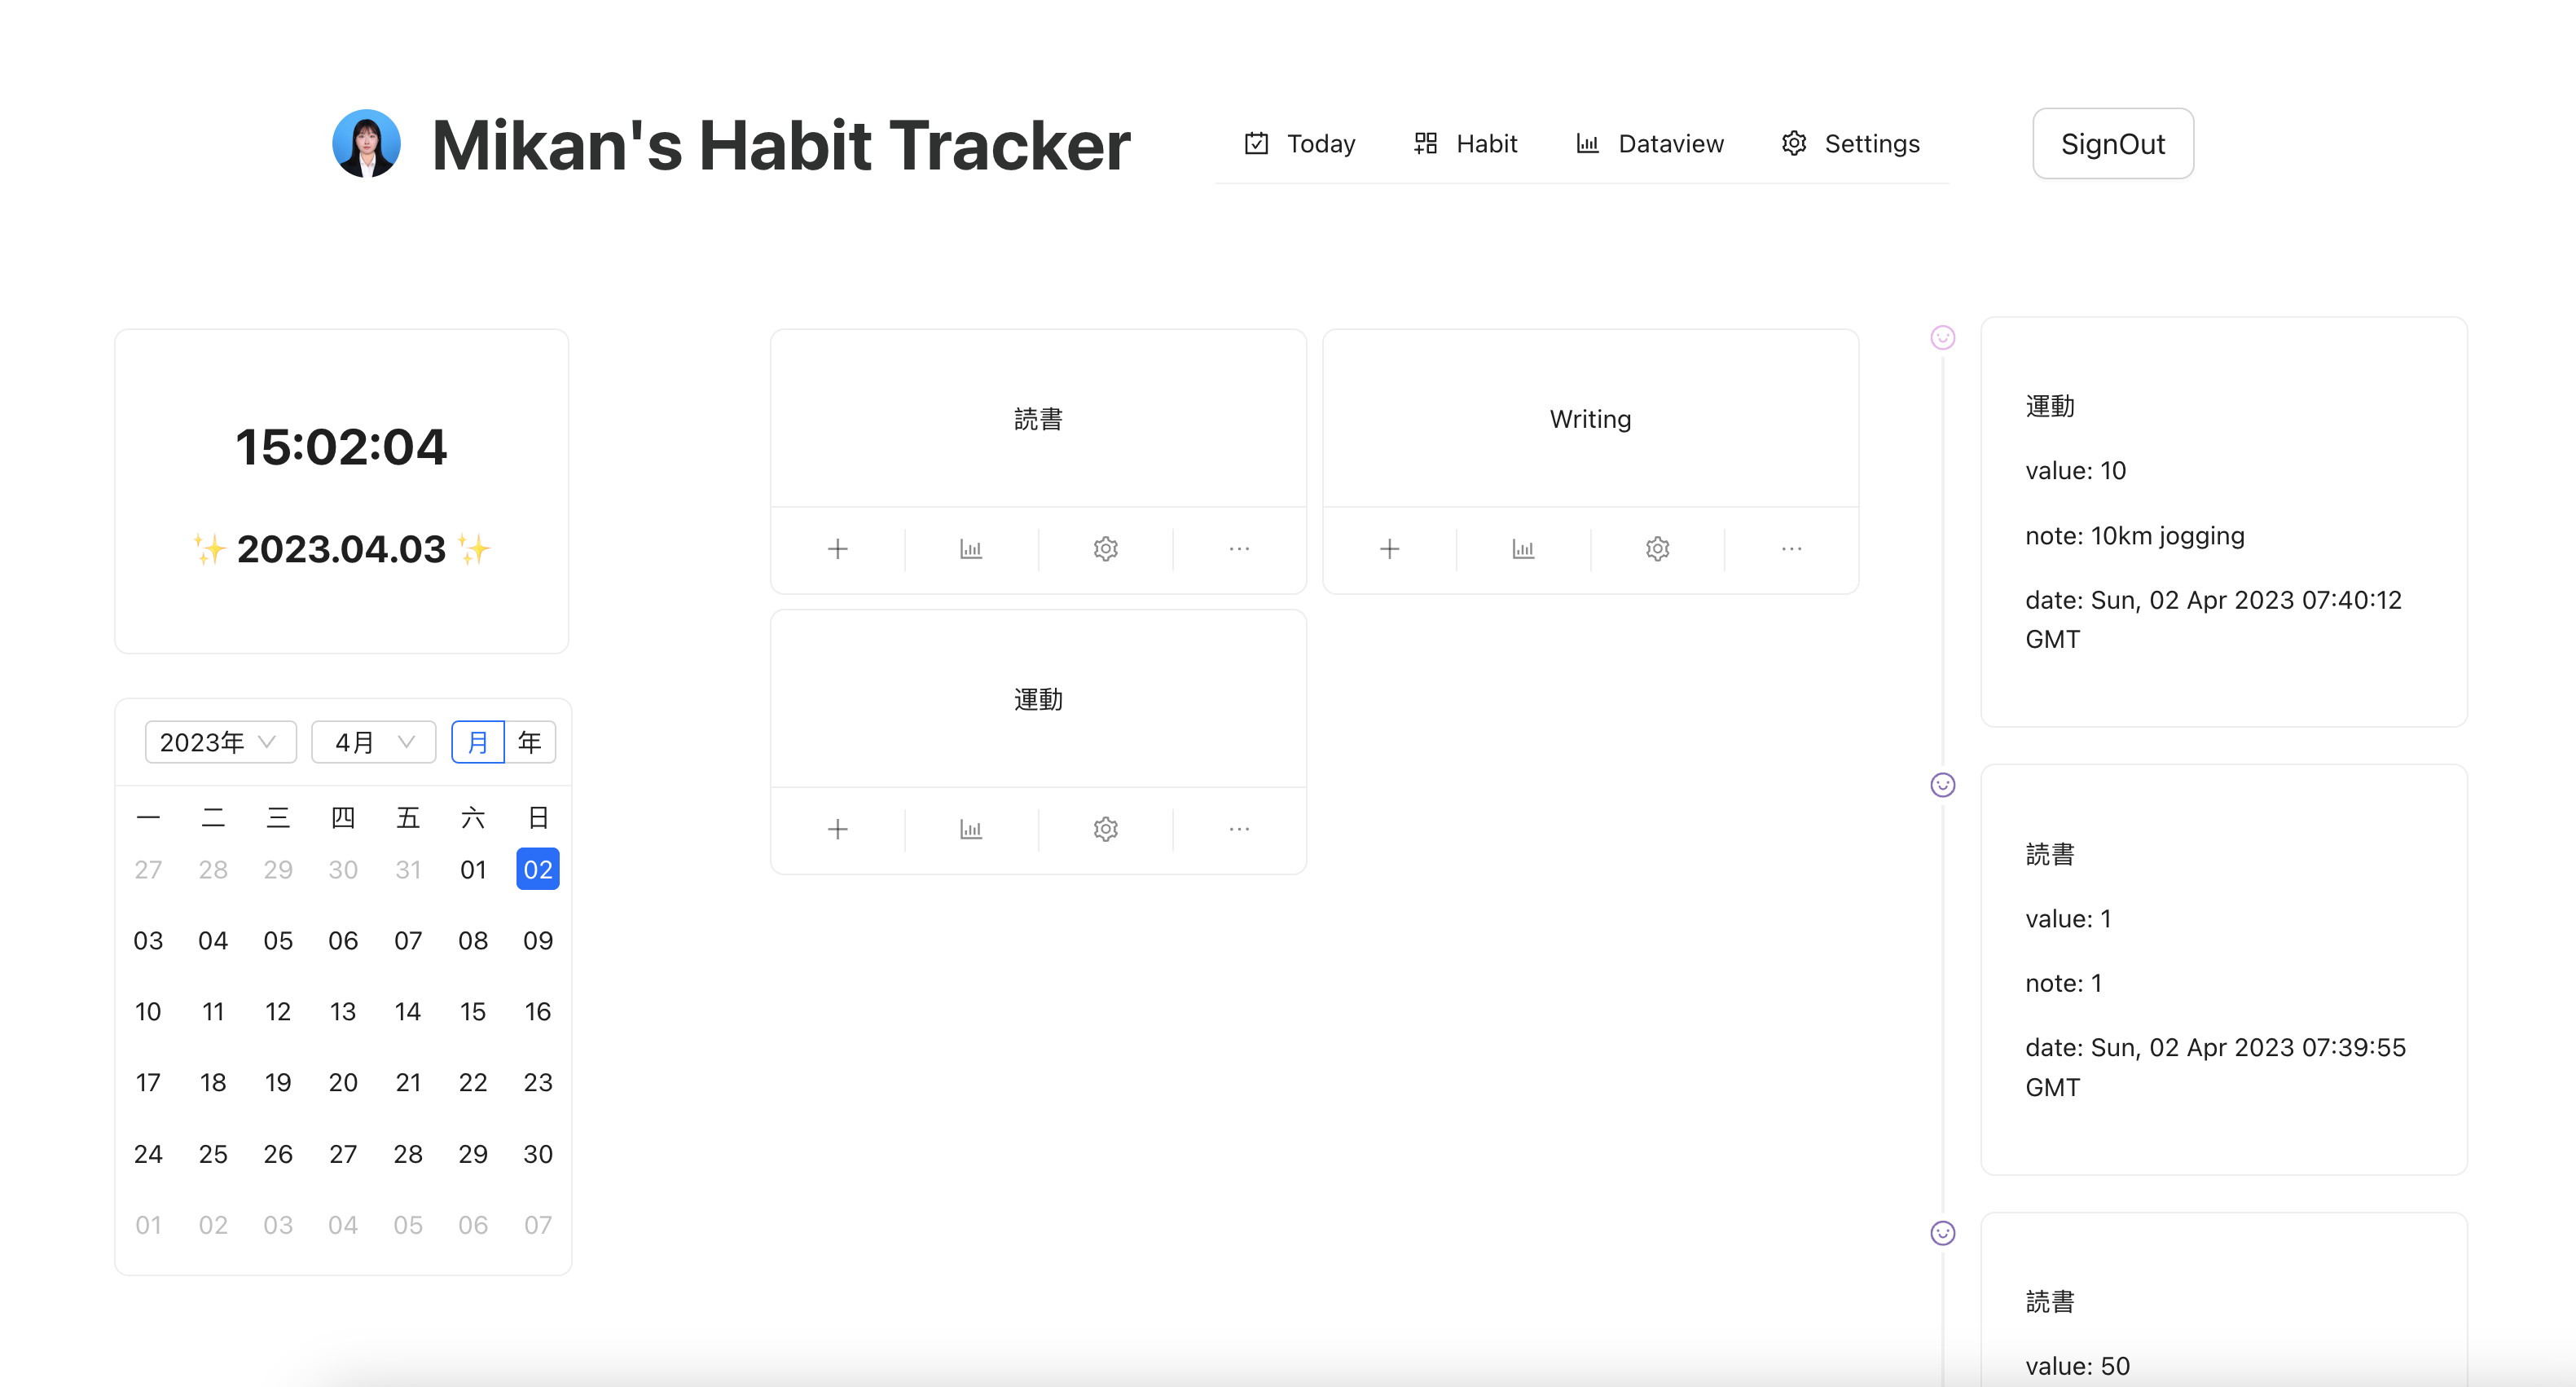 Mikan's Habit Tracker
Today
Habit
Dataview
Settings
SignOut
15:02:04
✨ 2023.04.03 ✨
2023年
4月
月 年
一 二 三 四 五 六 日
27 28 29 30 31 01 02
03 04 05 06 07 08 09
10 11 12 13 14 15 16
17 18 19 20 21 22 23
24 25 26 27 28 29 30
01 02 03 04 05 06 07
読書
Writing
運動
運動
value: 10
note: 10km jogging
date: Sun, 02 Apr 2023 07:40:12
GMT
読書
value: 1
note: 1
date: Sun, 02 Apr 2023 07:39:55
GMT
読書
value: 50